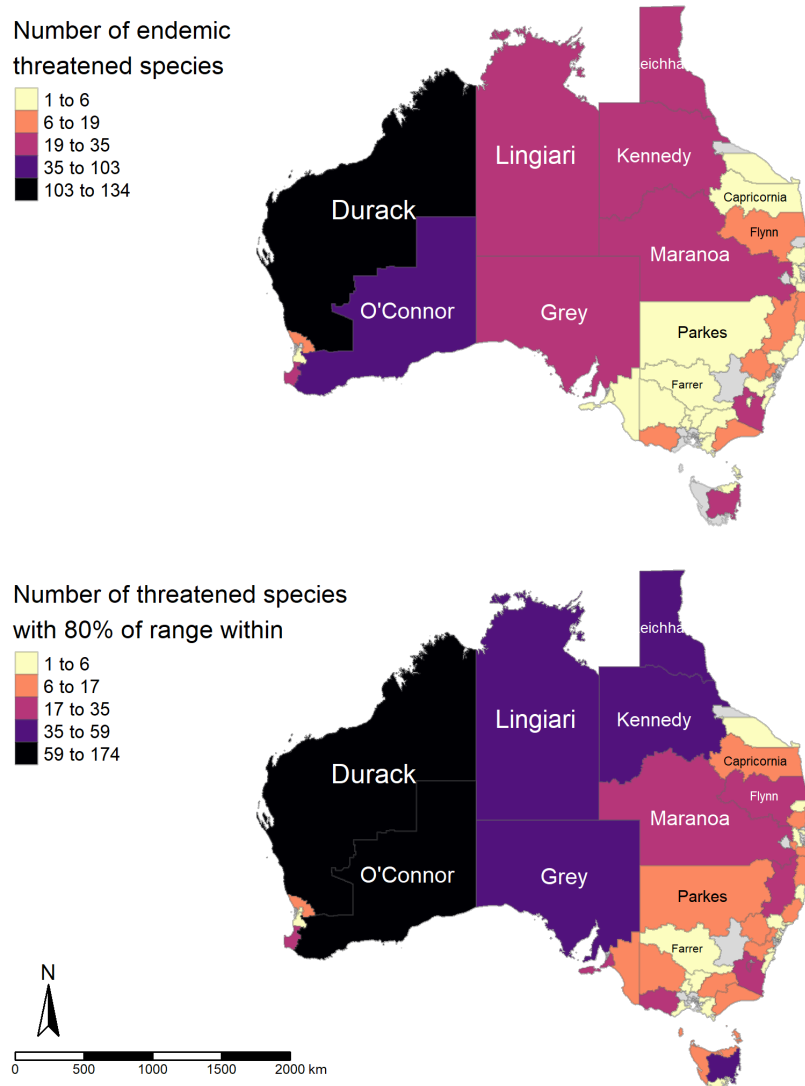 Number of endemic
threatened species
1 to 6
6 to 19
19 to 35
35 to 103
103 to 134
eichha
Lingiari
Kennedy
Capricornia
Durack
Flynn
Maranoa
O'Connor
Grey
Parkes
Farrer
Number of threatened species
with 80% of range within
1 to 6
6 to 17
17 to 35
35 to 59
59 to 174
eichha
Lingiari
Kennedy
Capricornia
Durack
Flynn
Maranoa
O'Connor
Grey
Parkes
Farrer
N
0 500 1000 1500 2000 km